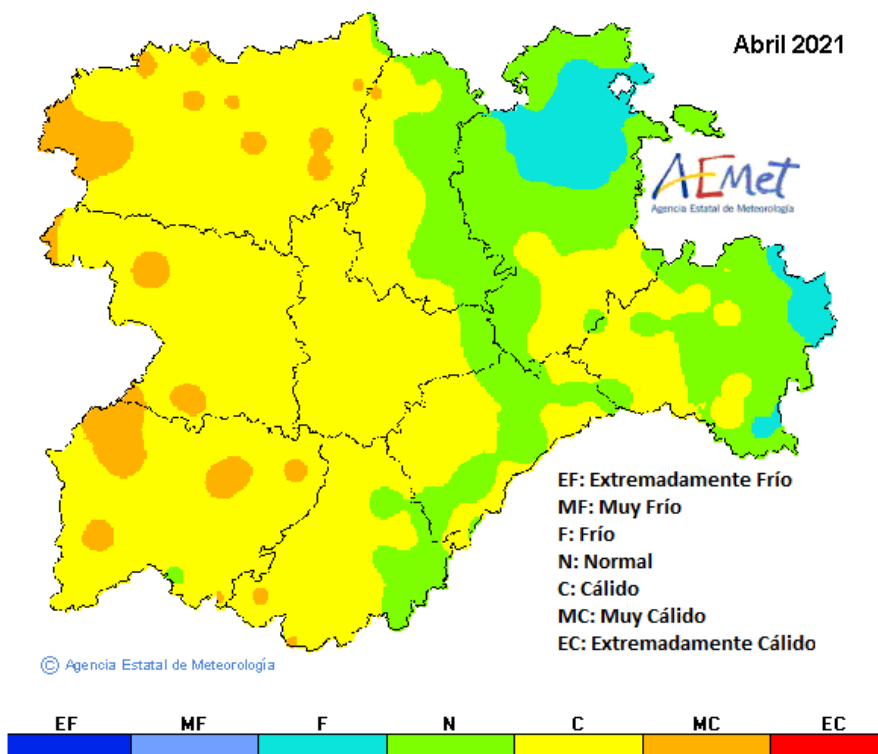 Abril 2021
AEMet
Agencia Estatal de Meteorología
EF: Extremadamente Frío
MF: Muy Frío
F: Frío
N: Normal
C: Cálido
MC: Muy Cálido
EC: Extremadamente Cálido
© Agencia Estatal de Meteorología
EF MF F N C MC EC